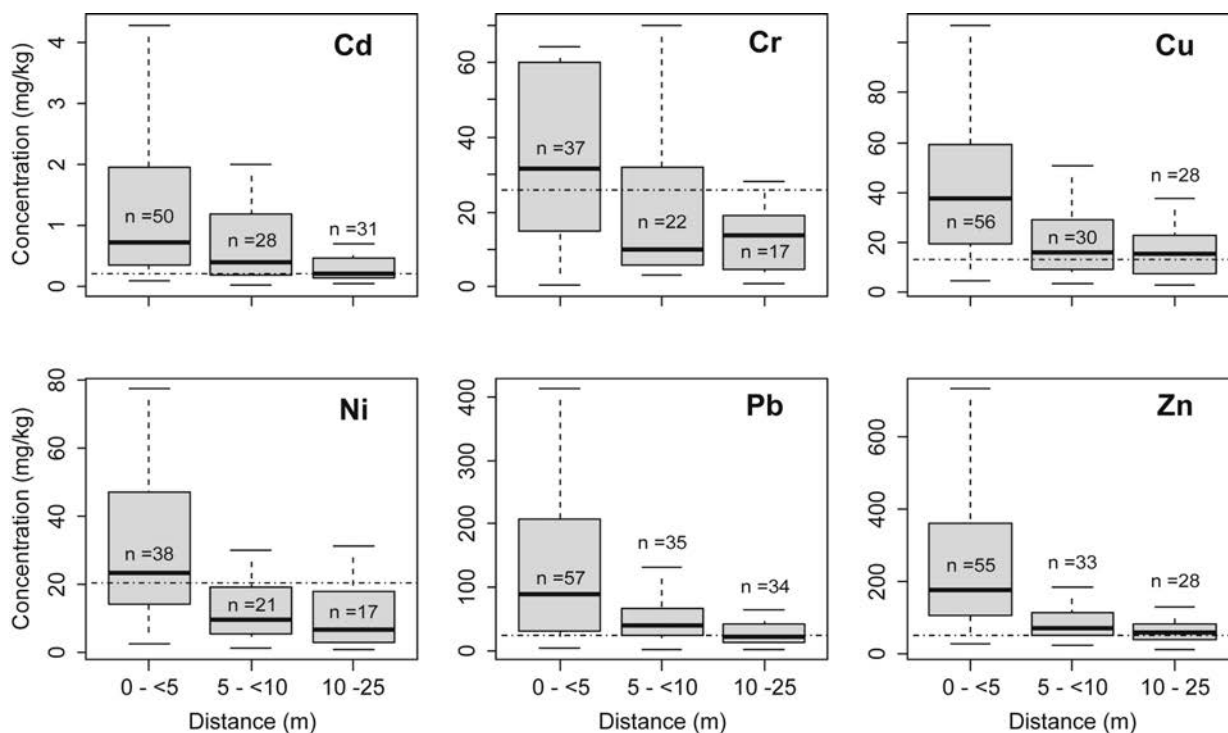 Cd
Cr
Cu
Concentration (mg/kg)
4
3
2
1
0
n =50
n =28
n =31
60
40
20
0
n =37
n =22
n =17
80
60
40
20
0
n =56
n =30
n =28
Ni
Pb
Zn
Concentration (mg/kg)
80
60
40
20
0
n =38
n =21
n =17
400
300
200
100
0
n =57
n =35
n =34
600
400
200
0
n =55
n =33
n =28
0 - <5 5 - <10 10 -25
0 - <5 5 - <10 10 -25
0 - <5 5 - <10 10 -25
Distance (m)
Distance (m)
Distance (m)